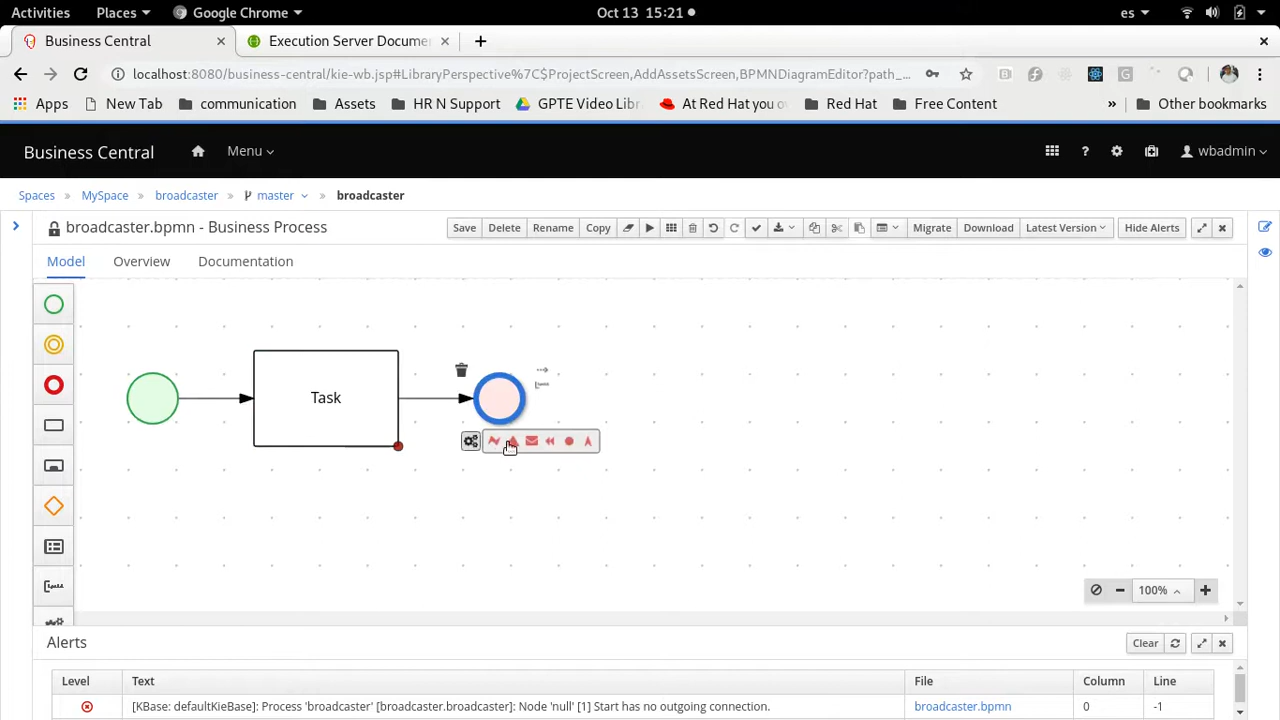 Activities Places Google Chrome Oct 13 15:21 es
Business Central Execution Server Docume
localhost:8080/business-central/kie-wb.jsp#LibraryPerspective%7C$ProjectScreen,AddAssetsScreen,BPMNDiagramEditor?path_...
Apps New Tab communication Assets HR N Support GPTE Video Lib At Red Hat you o Red Hat Free Content » Other bookmarks
Business Central Menu ? wbadmin
Spaces » MySpace » broadcaster » master » broadcaster
broadcaster.bpmn - Business Process Save Delete Rename Copy Migrate Download Latest Version Hide Alerts
Model Overview Documentation
Task
100%
Alerts Clear
Level Text File Column Line
[KBase: defaultKieBase]: Process 'broadcaster' [broadcaster.broadcaster]: Node 'null' [1] Start has no outgoing connection. broadcaster.bpmn 0 -1